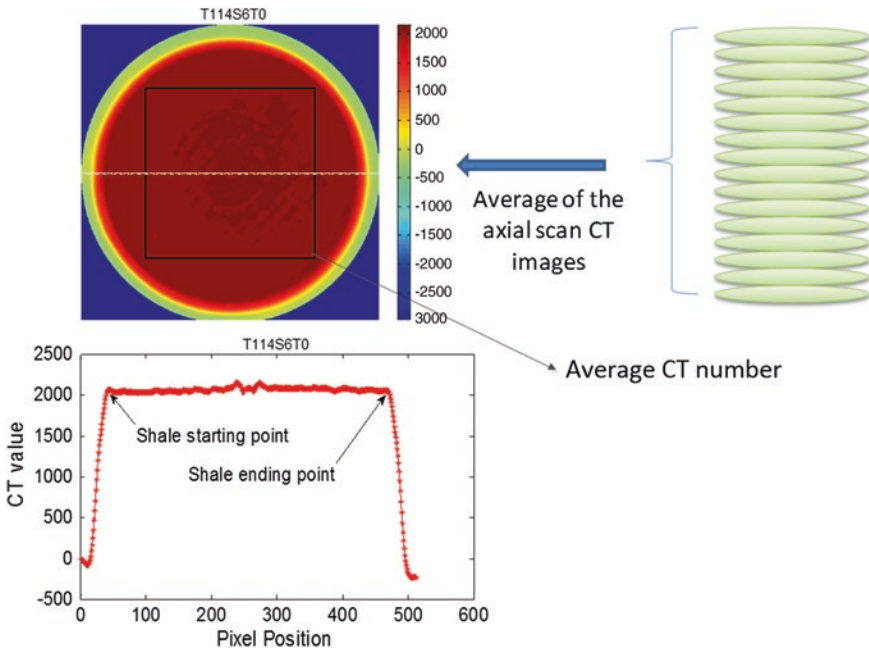 T114S6T0
2000
1500
1000
500
0
-500
-1000
-1500
-2000
-2500
3000
Average of the
axial scan CT
images
Average CT number
T114S6T0
2500
2000
1500
1000
500
0
-500
CT value
Shale starting point
Shale ending point
0 100 200 300 400 500 600
Pixel Position